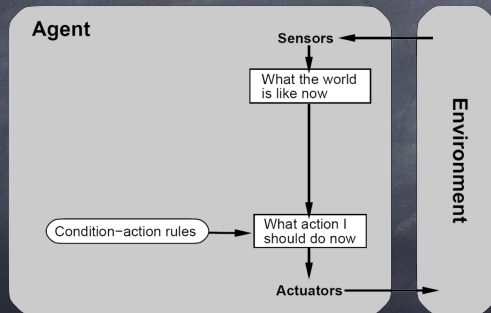 Agent
Sensors
What the world
is like now
Environment
Condition−action rules
What action I
should do now
Actuators